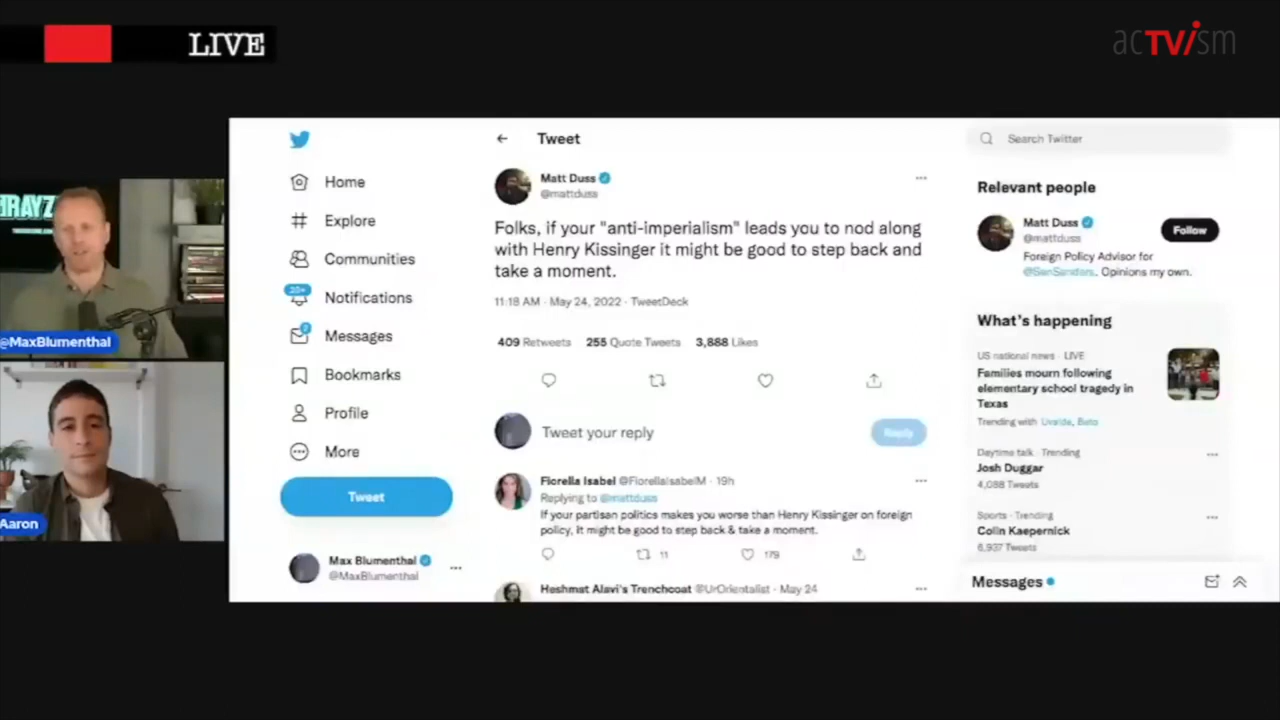 LIVE
acTVism
RAYZ
@MaxBlumenthal
Aaron
Home
Explore
Communities
20+
Notifications
Messages
Bookmarks
Profile
More
Tweet
Max Blumenthal
@MaxBlumenthal
Tweet
Matt Duss
@mattduss
Folks, if your "anti-imperialism" leads you to nod along
with Henry Kissinger it might be good to step back and
take a moment.
11:18 AM · May 24, 2022 · TweetDeck
409 Retweets 255 Quote Tweets 3,888 Likes
Tweet your reply
Reply
Fiorella Isabel @FiorellaIsabelM · 19h
Replying to @mattduss
If your partisan politics makes you worse than Henry Kissinger on foreign
policy, it might be good to step back & take a moment.
11 179
Heshmat Alavi's Trenchcoat @UrOrientalist · May 24
Search Twitter
Relevant people
Matt Duss
@mattduss
Follow
Foreign Policy Advisor for
@SenSanders. Opinions my own.
What's happening
US national news · LIVE
Families mourn following
elementary school tragedy in
Texas
Trending with Uvalde, Beto
Daytime talk · Trending
Josh Duggar
4,088 Tweets
Sports · Trending
Colin Kaepernick
6,937 Tweets
Messages